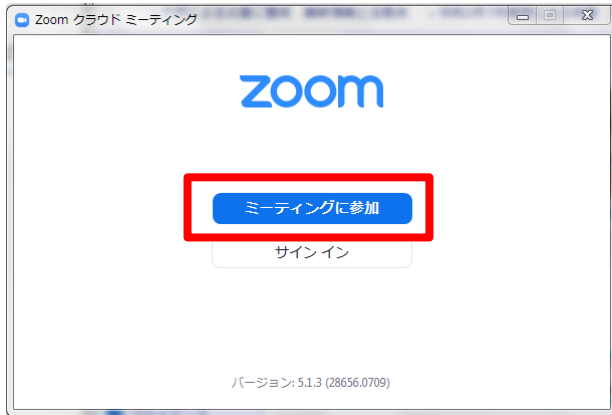 Zoom クラウド ミーティング
zoom
ミーティングに参加
サイン イン
バージョン: 5.1.3 (28656.0709)